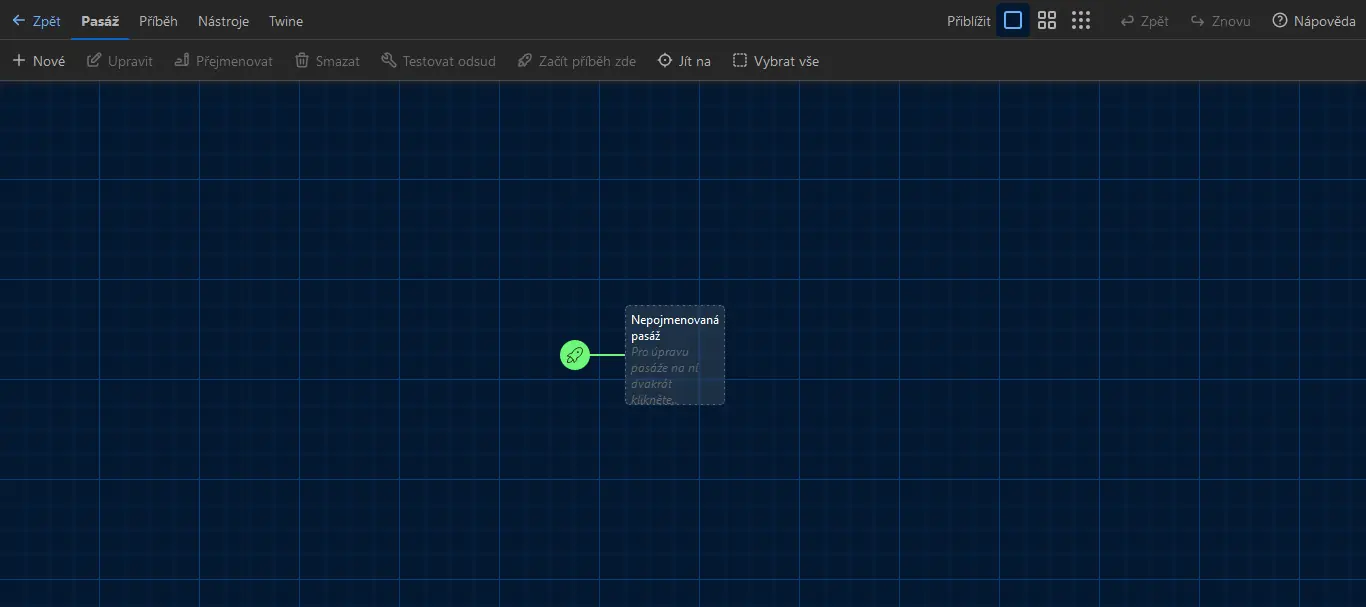 Zpět Pasáž Příběh Nástroje Twine Přiblížit Zpět Znovu Nápověda
Nové Upravit Přejmenovat Smazat Testovat odsud Začít příběh zde Jít na Vybrat vše
Nepojmenovaná
pasáž
Pro úpravu
pasáže na ní
dvakrát
klikněte.